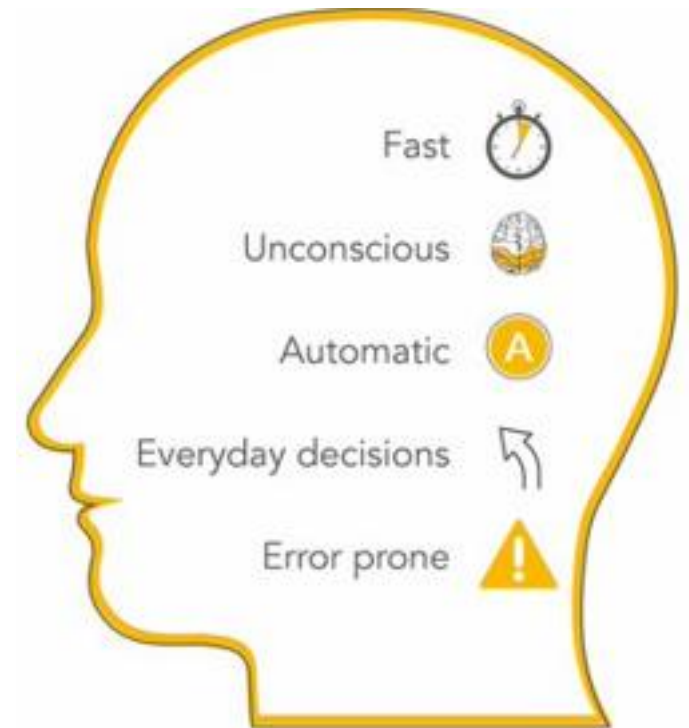 Fast
Unconscious
Automatic
A
Everyday decisions
Error prone